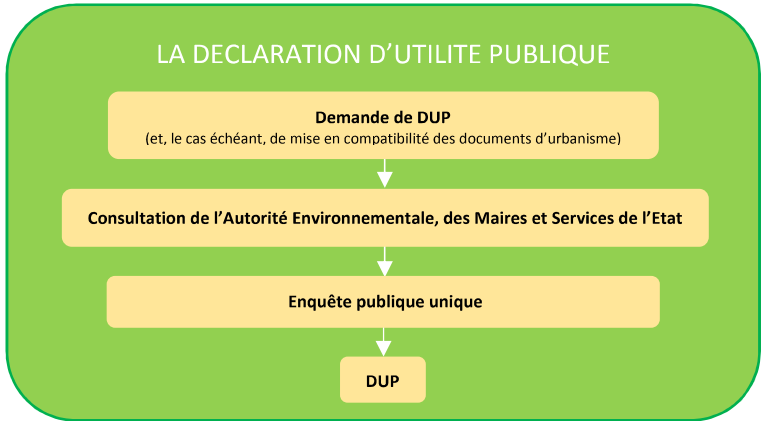 LA DECLARATION D’UTILITE PUBLIQUE
Demande de DUP
(et, le cas échéant, de mise en compatibilité des documents d’urbanisme)
Consultation de l’Autorité Environnementale, des Maires et Services de l’Etat
Enquête publique unique
DUP